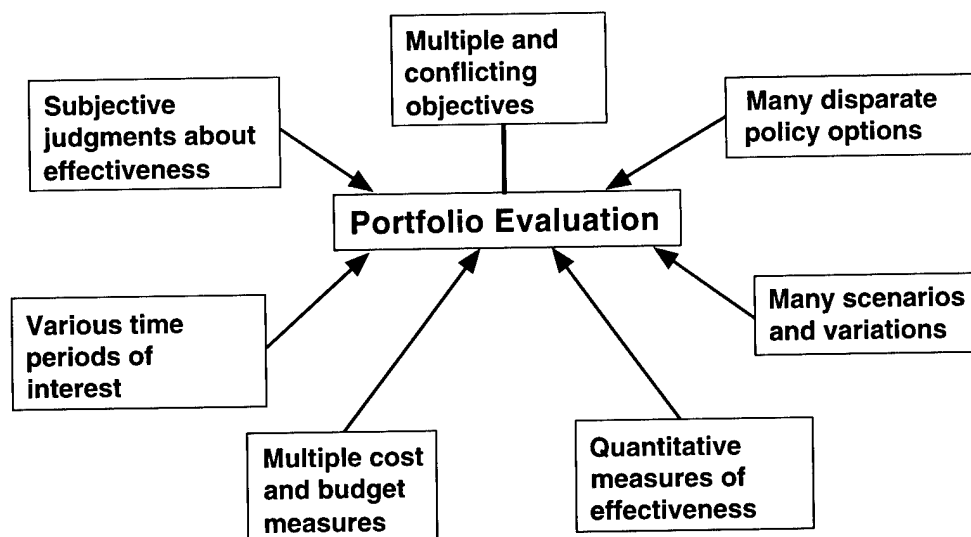 Multiple and
conflicting
objectives
Subjective
judgments about
effectiveness
Many disparate
policy options
Portfolio Evaluation
Various time
periods of
interest
Many scenarios
and variations
Multiple cost
and budget
measures
Quantitative
measures of
effectiveness